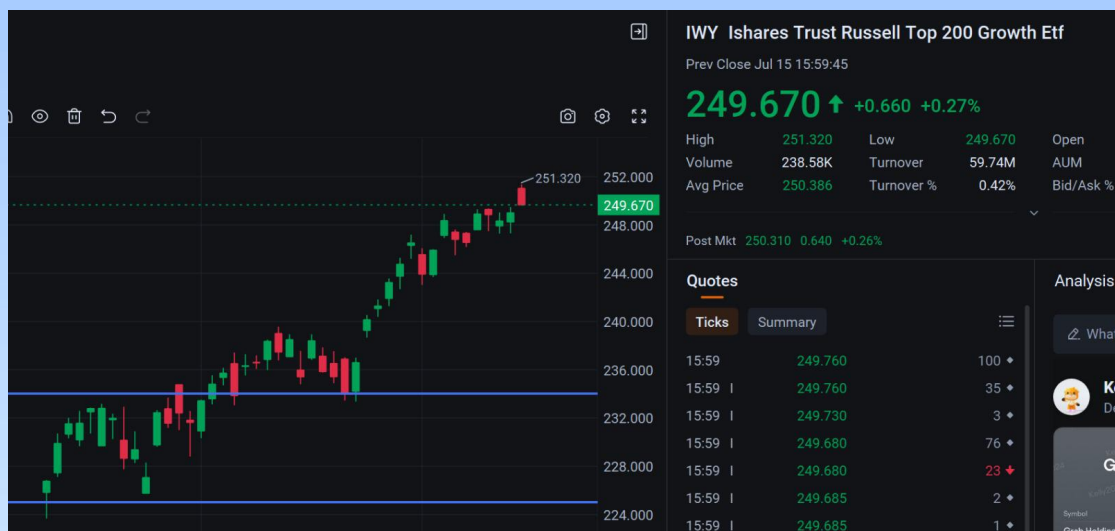 IWY Ishares Trust Russell Top 200 Growth Etf
Prev Close Jul 15 15:59:45
249.670 +0.660 +0.27%
High 251.320 Low 249.670 Open
Volume 238.58K Turnover 59.74M AUM
Avg Price 250.386 Turnover % 0.42% Bid/Ask %
Post Mkt 250.310 0.640 +0.26%
251.320
252.000
249.670
248.000
244.000
240.000
236.000
232.000
228.000
224.000
Quotes
Ticks Summary
15:59 249.760 100
15:59 249.760 35
15:59 249.730 3
15:59 249.680 76
15:59 249.680 23
15:59 249.685 2
15:59 249.685 1
Analysis
Symbol